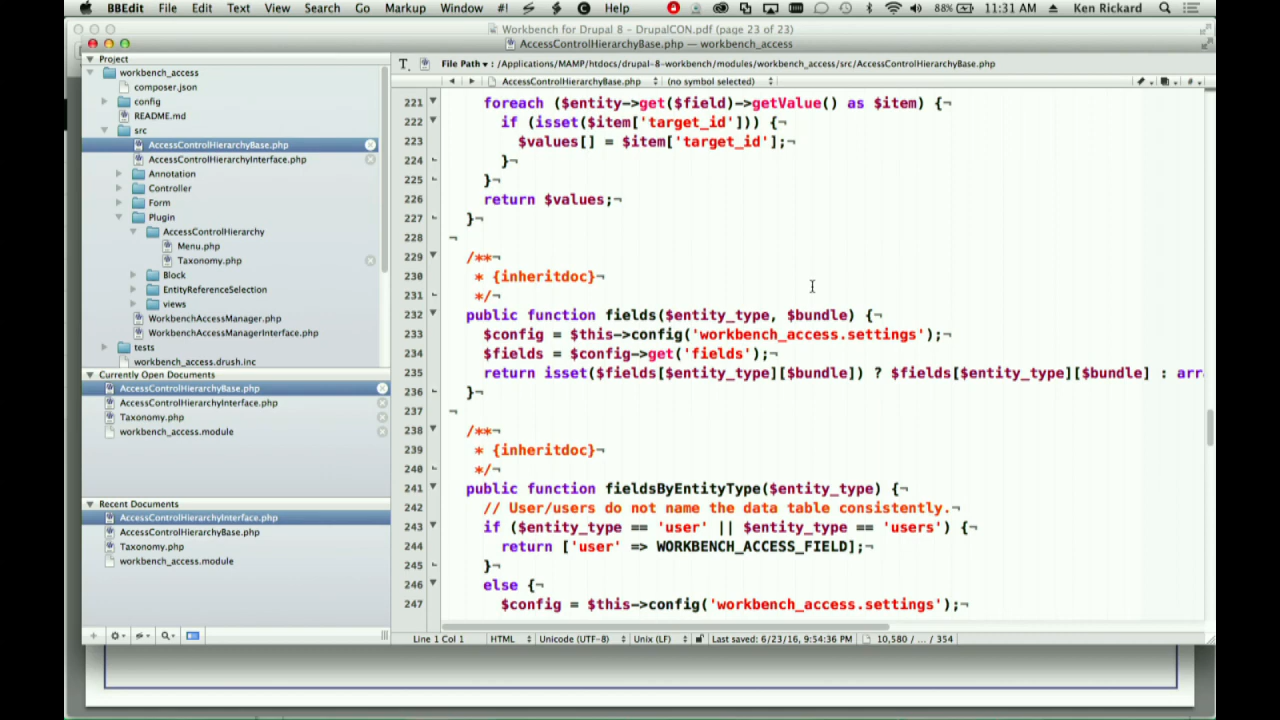 BBEdit File Edit Text View Search Go Markup Window Help 88% 11:31 AM Ken Rickard
Workbench for Drupal 8 – DrupalCON.pdf (page 23 of 23)
AccessControlHierarchyBase.php — workbench_access
Project
File Path ▾ : /Applications/MAMP/htdocs/drupal-8-workbench/modules/workbench_access/src/AccessControlHierarchyBase.php
AccessControlHierarchyBase.php (no symbol selected)
workbench_access
composer.json
config
README.md
src
AccessControlHierarchyBase.php
AccessControlHierarchyInterface.php
Annotation
Controller
Form
Plugin
AccessControlHierarchy
Menu.php
Taxonomy.php
Block
EntityReferenceSelection
views
WorkbenchAccessManager.php
WorkbenchAccessManagerInterface.php
tests
workbench_access.drush.inc
Currently Open Documents
AccessControlHierarchyBase.php
AccessControlHierarchyInterface.php
Taxonomy.php
workbench_access.module
Recent Documents
AccessControlHierarchyInterface.php
AccessControlHierarchyBase.php
Taxonomy.php
workbench_access.module
221 foreach ($entity->get($field)->getValue() as $item) {¬
222 if (isset($item['target_id'])) {¬
223 $values[] = $item['target_id'];¬
224 }¬
225 }¬
226 return $values;¬
227 }¬
228 ¬
229 /**¬
230 * {inheritdoc}¬
231 */¬
232 public function fields($entity_type, $bundle) {¬
233 $config = $this->config('workbench_access.settings');¬
234 $fields = $config->get('fields');¬
235 return isset($fields[$entity_type][$bundle]) ? $fields[$entity_type][$bundle] : arr
236 }¬
237 ¬
238 /**¬
239 * {inheritdoc}¬
240 */¬
241 public function fieldsByEntityType($entity_type) {¬
242 // User/users do not name the data table consistently.¬
243 if ($entity_type == 'user' || $entity_type == 'users') {¬
244 return ['user' => WORKBENCH_ACCESS_FIELD];¬
245 }¬
246 else {¬
247 $config = $this->config('workbench_access.settings');¬
Line 1 Col 1 HTML Unicode (UTF-8) Unix (LF) Last saved: 6/23/16, 9:54:36 PM 10,580 / ... / 354